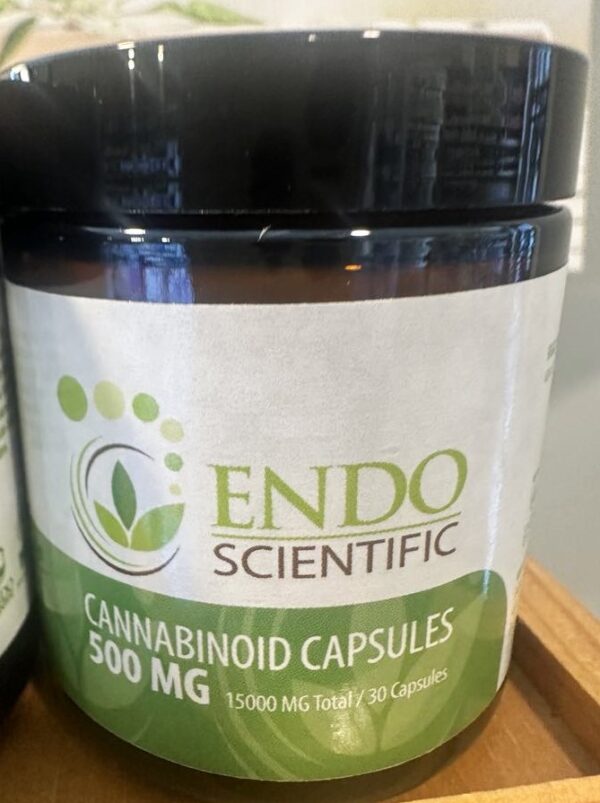 ENDO
SCIENTIFIC
CANNABINOID CAPSULES
500 MG 15000 MG Total / 30 Capsules